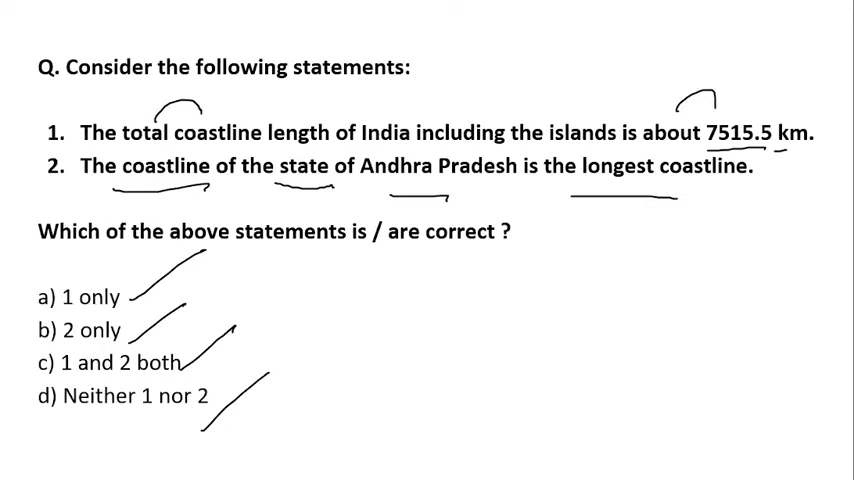 Q. Consider the following statements:
1. The total coastline length of India including the islands is about 7515.5 km.
2. The coastline of the state of Andhra Pradesh is the longest coastline.
Which of the above statements is / are correct ?
a) 1 only
b) 2 only
c) 1 and 2 both
d) Neither 1 nor 2